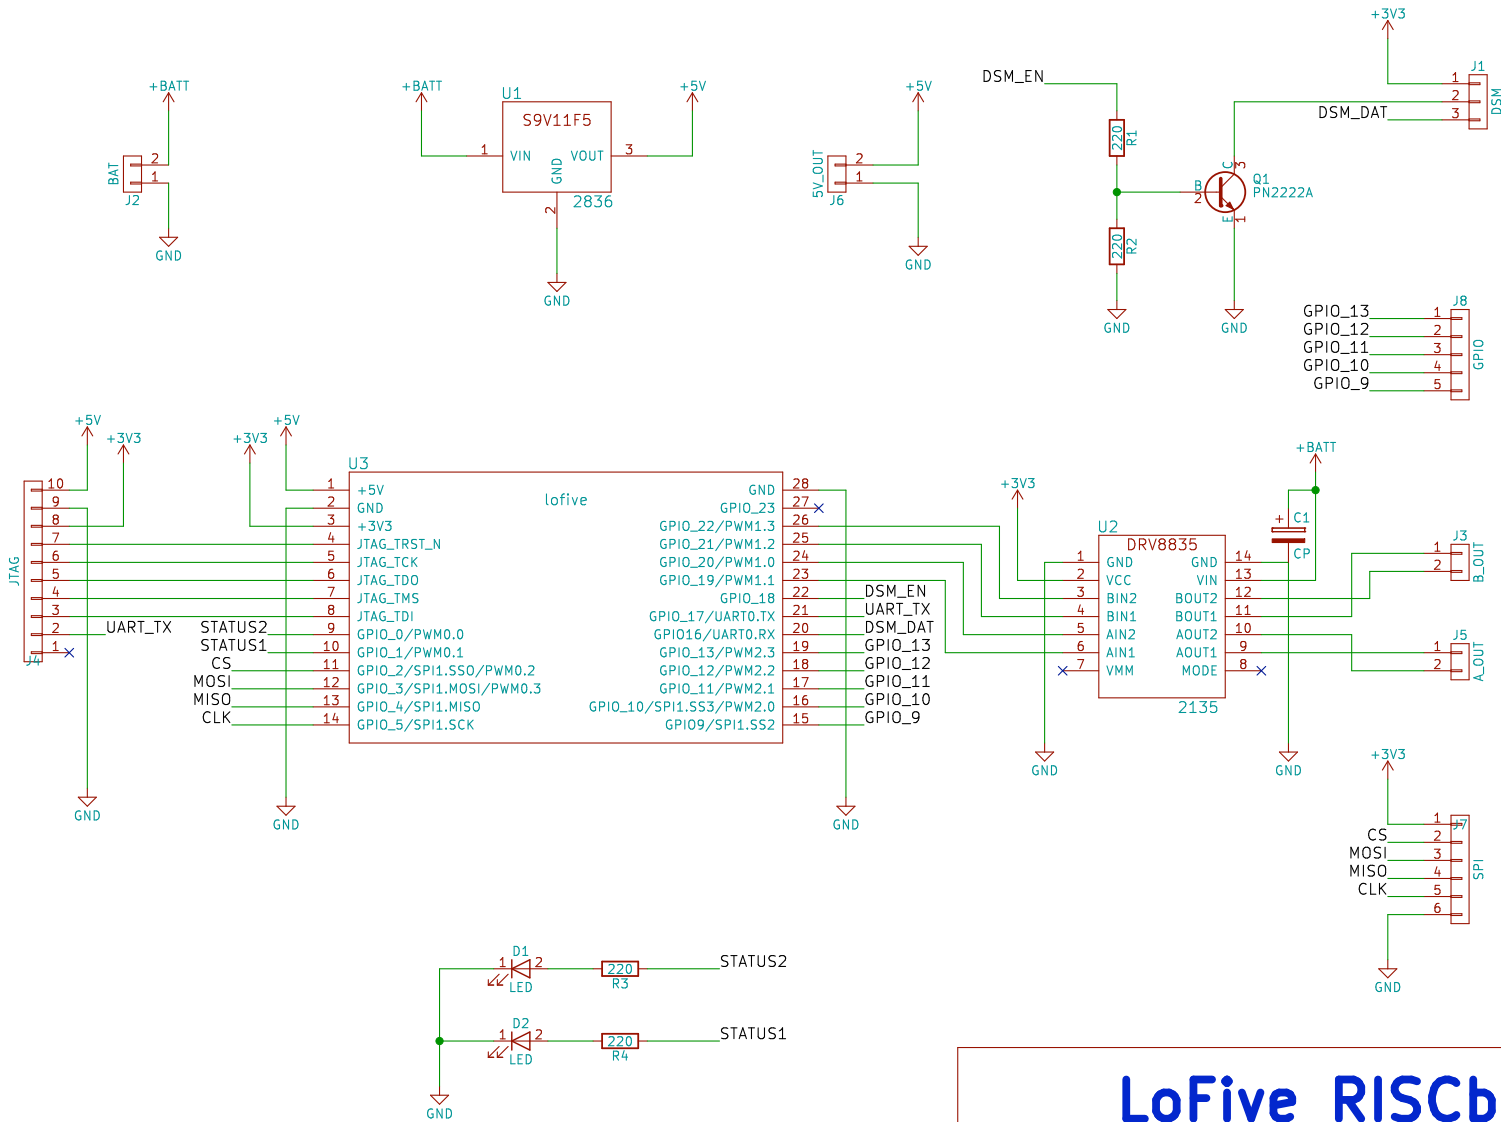 +BATT
BAT
2
1
J2
GND
+BATT
U1
S9V11F5
+5V
1
VIN
GND
VOUT
3
2
2836
GND
+5V
5V_OUT
2
1
J6
GND
DSM_EN
220
R1
220
R2
GND
B
2
C
3
E
1
Q1
PN2222A
GND
+3V3
J1
1
2
DSM_DAT
3
DSM
J8
GPIO_13
1
GPIO_12
2
GPIO_11
3
GPIO_10
4
GPIO_9
5
GPIO
+5V
+3V3
10
9
8
7
6
5
4
3
2
1
JTAG
J4
UART_TX
GND
+3V3
+5V
U3
lofive
1 +5V
2 GND
3 +3V3
4 JTAG_TRST_N
5 JTAG_TCK
6 JTAG_TDO
7 JTAG_TMS
8 JTAG_TDI
STATUS2 9 GPIO_0/PWM0.0
STATUS1 10 GPIO_1/PWM0.1
CS 11 GPIO_2/SPI1.SSO/PWM0.2
MOSI 12 GPIO_3/SPI1.MOSI/PWM0.3
MISO 13 GPIO_4/SPI1.MISO
CLK 14 GPIO_5/SPI1.SCK
GND
GND 28
GPIO_23 27
GPIO_22/PWM1.3 26
GPIO_21/PWM1.2 25
GPIO_20/PWM1.0 24
GPIO_19/PWM1.1 23
GPIO_18 22 DSM_EN
GPIO_17/UART0.TX 21 UART_TX
GPIO16/UART0.RX 20 DSM_DAT
GPIO_13/PWM2.3 19 GPIO_13
GPIO_12/PWM2.2 18 GPIO_12
GPIO_11/PWM2.1 17 GPIO_11
GPIO_10/SPI1.SS3/PWM2.0 16 GPIO_10
GPIO9/SPI1.SS2 15 GPIO_9
GND
+3V3
U2
DRV8835
1 GND GND 14
2 VCC VIN 13
3 BIN2 BOUT2 12
4 BIN1 BOUT1 11
5 AIN2 AOUT2 10
6 AIN1 AOUT1 9
7 VMM MODE 8
2135
GND
+BATT
+
C1
CP
GND
J3
1
2
B_OUT
J5
1
2
A_OUT
+3V3
1
J7
CS 2
MOSI 3
MISO 4
CLK 5
6
SPI
GND
D1
1 2
LED
220
R3
STATUS2
D2
1 2
LED
220
R4
STATUS1
GND
LoFive RISCb